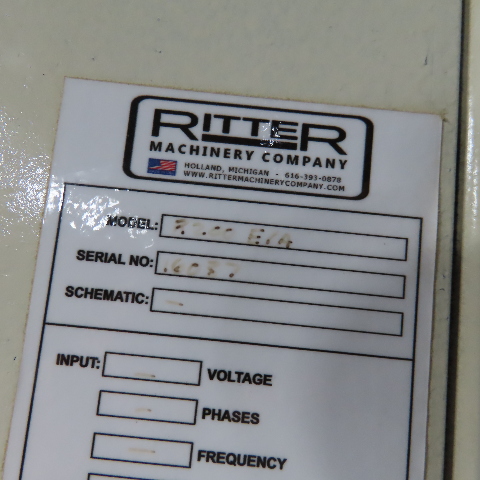 RITTER
MACHINERY COMPANY
HOLLAND, MICHIGAN - 616-393-0878
WWW.RITTERMACHINERYCOMPANY.COM
MODEL:
SERIAL NO:
SCHEMATIC: -
INPUT: - VOLTAGE
- PHASES
- FREQUENCY